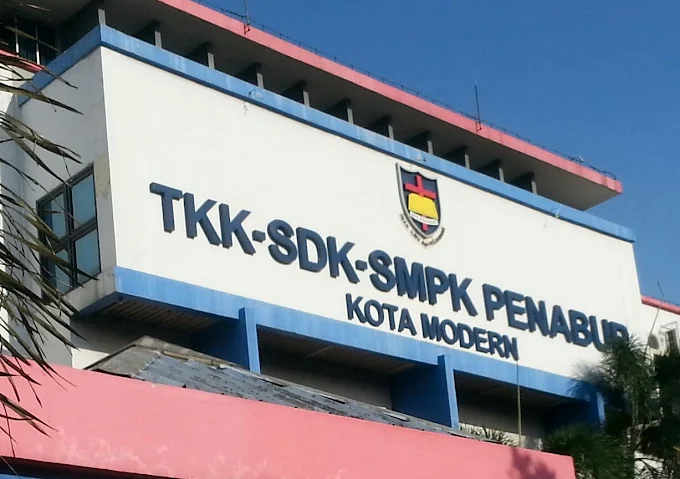 TKK-SDK-SMPK PENABUR
KOTA MODERN